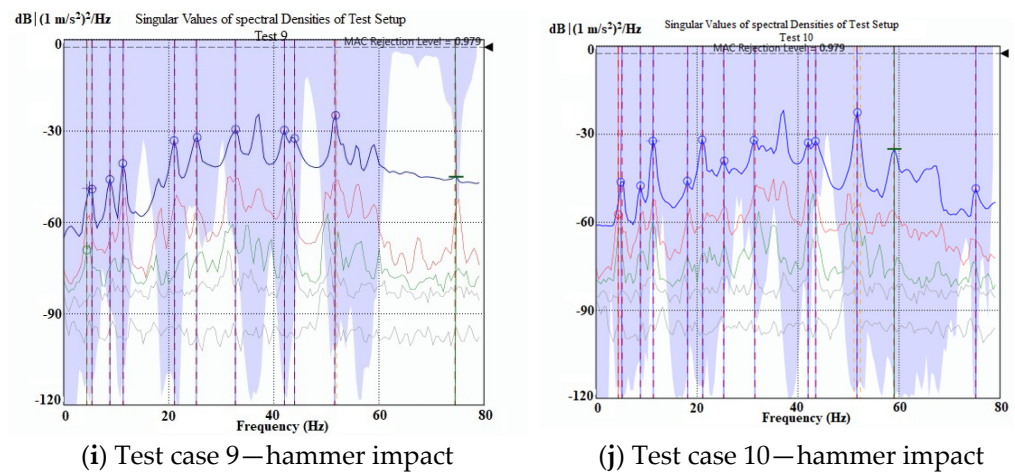 dB|(1 m/s²)²/Hz
Singular Values of spectral Densities of Test Setup
Test 9
MAC Rejection Level = 0.979
0
-30
-60
-90
-120
0 20 40 60 80
Frequency (Hz)
(i) Test case 9—hammer impact
dB|(1 m/s²)²/Hz
Singular Values of spectral Densities of Test Setup
Test 10
MAC Rejection Level = 0.979
0
-30
-60
-90
-120
0 20 40 60 80
Frequency (Hz)
(j) Test case 10—hammer impact